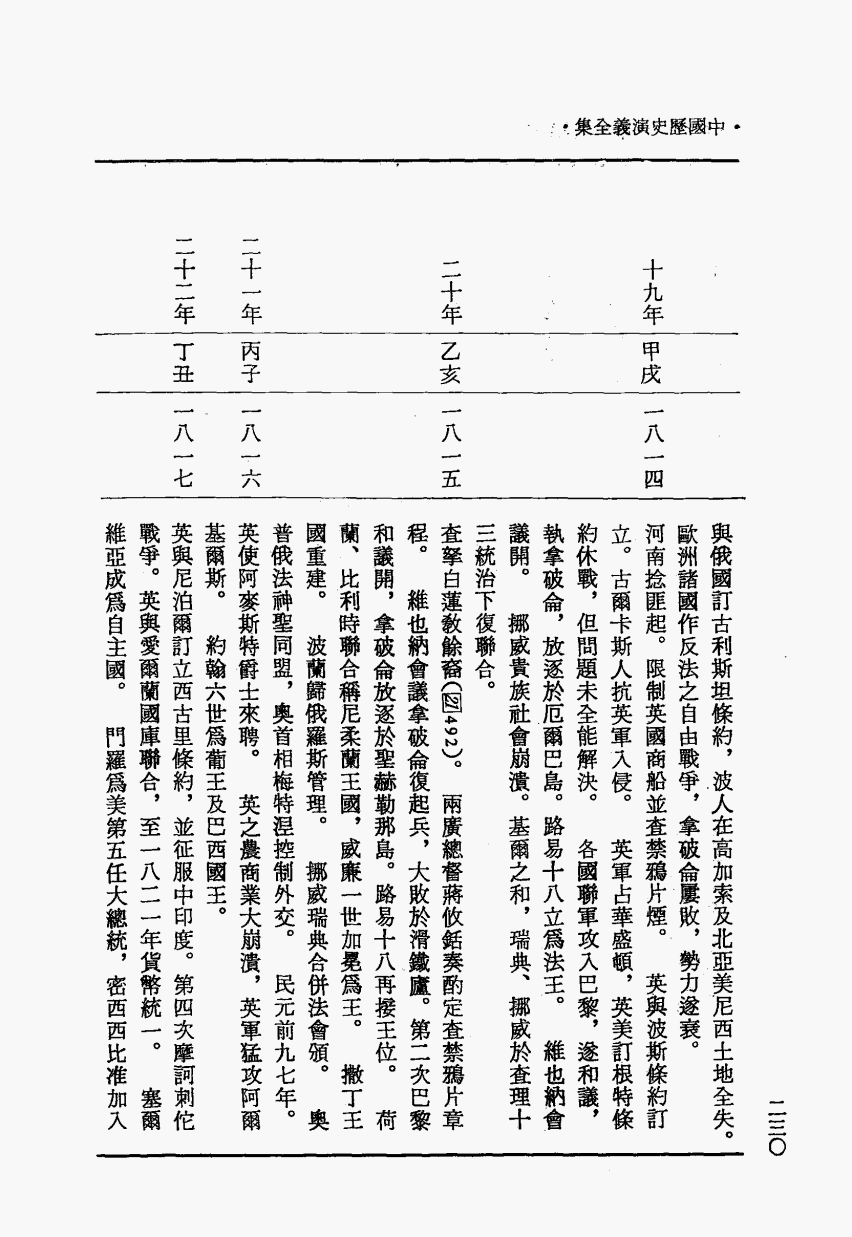 ・中國歷史演義全集・
二三〇
與俄國訂古利斯坦條約，波人在高加索及北亞美尼西土地全失。
歐洲諸國作反法之自由戰爭，拿破侖屢敗，勢力遂衰。
十九年 甲戌 一八一四
河南捻匪起。限制英國商船並查禁鴉片煙。 英與波斯條約訂
立。古爾卡斯人抗英軍入侵。 英軍占華盛頓，英美訂根特條
約休戰，但問題未全能解決。 各國聯軍攻入巴黎，遂和議，
執拿破侖，放逐於厄爾巴島。路易十八立爲法王。 維也納會
議開。 挪威貴族社會崩潰。基爾之和，瑞典、挪威於查理十
三統治下復聯合。
二十年 乙亥 一八一五
查拏白蓮教餘裔(492)。 兩廣總督蔣攸銛奏酌定查禁鴉片章
程。 維也納會議拿破侖復起兵，大敗於滑鐵廬。第二次巴黎
和議開，拿破侖放逐於聖赫勒那島。路易十八再接王位。 荷
蘭、比利時聯合稱尼柔蘭王國，威廉一世加冕爲王。 撒丁王
國重建。 波蘭歸俄羅斯管理。 挪威瑞典合併法會頒。 奧
普俄法神聖同盟，奧首相梅特涅控制外交。 民元前九七年。
二十一年 丙子 一八一六
英使阿麥斯特爵士來聘。 英之農商業大崩潰，英軍猛攻阿爾
基爾斯。 約翰六世爲葡王及巴西國王。
二十二年 丁丑 一八一七
英與尼泊爾訂立西古里條約，並征服中印度。第四次摩訶刺佗
戰爭。英與愛爾蘭國庫聯合，至一八二一年貨幣統一。 塞爾
維亞成爲自主國。 門羅爲美第五任大總統，密西西比准加入